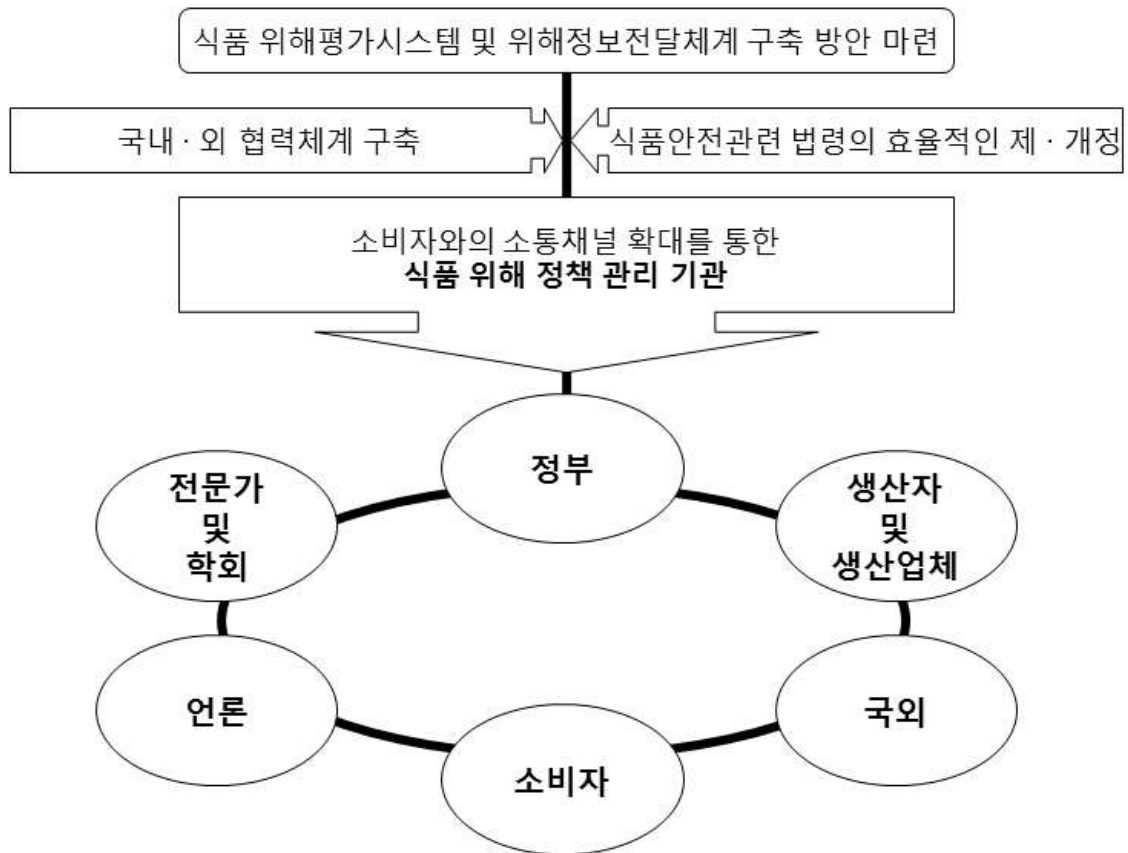 식품 위해평가시스템 및 위해정보전달체계 구축 방안 마련
국내 · 외 협력체계 구축
식품안전관련 법령의 효율적인 제 · 개정
소비자와의 소통채널 확대를 통한
식품 위해 정책 관리 기관
정부
전문가
및
학회
생산자
및
생산업체
언론
국외
소비자